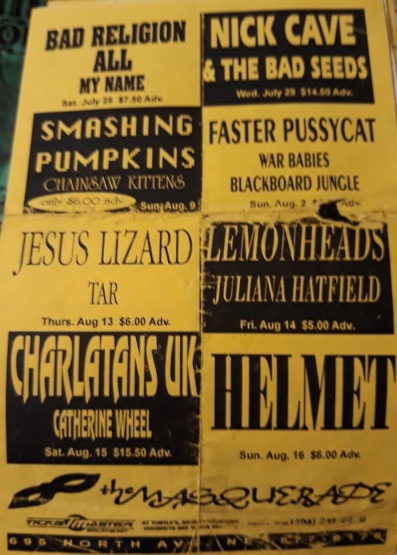 BAD RELIGION
ALL
MY NAME
Sat. July 25 $7.50 Adv.
NICK CAVE
& THE BAD SEEDS
Wed. July 29 $14.50 Adv.
SMASHING
PUMPKINS
CHAINSAW KITTENS
only $6.00 adv. Sun. Aug. 9
FASTER PUSSYCAT
WAR BABIES
BLACKBOARD JUNGLE
Sun. Aug. 2 Adv.
JESUS LIZARD
TAR
Thurs. Aug 13 $6.00 Adv.
LEMONHEADS
JULIANA HATFIELD
Fri. Aug 14 $5.00 Adv.
CHARLATANS UK
CATHERINE WHEEL
Sat. Aug. 15 $15.50 Adv.
HELMET
Sun. Aug. 16 $6.00 Adv.
the MASQUERADE
TICKETMASTER
AT TURTLE'S,
695 NORTH AVE